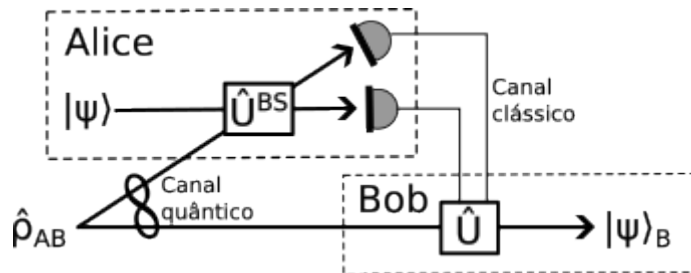 Alice
|ψ⟩
Û^BS
Canal
clássico
Canal
quântico
ρ̂_AB
Bob
Û
|ψ⟩_B